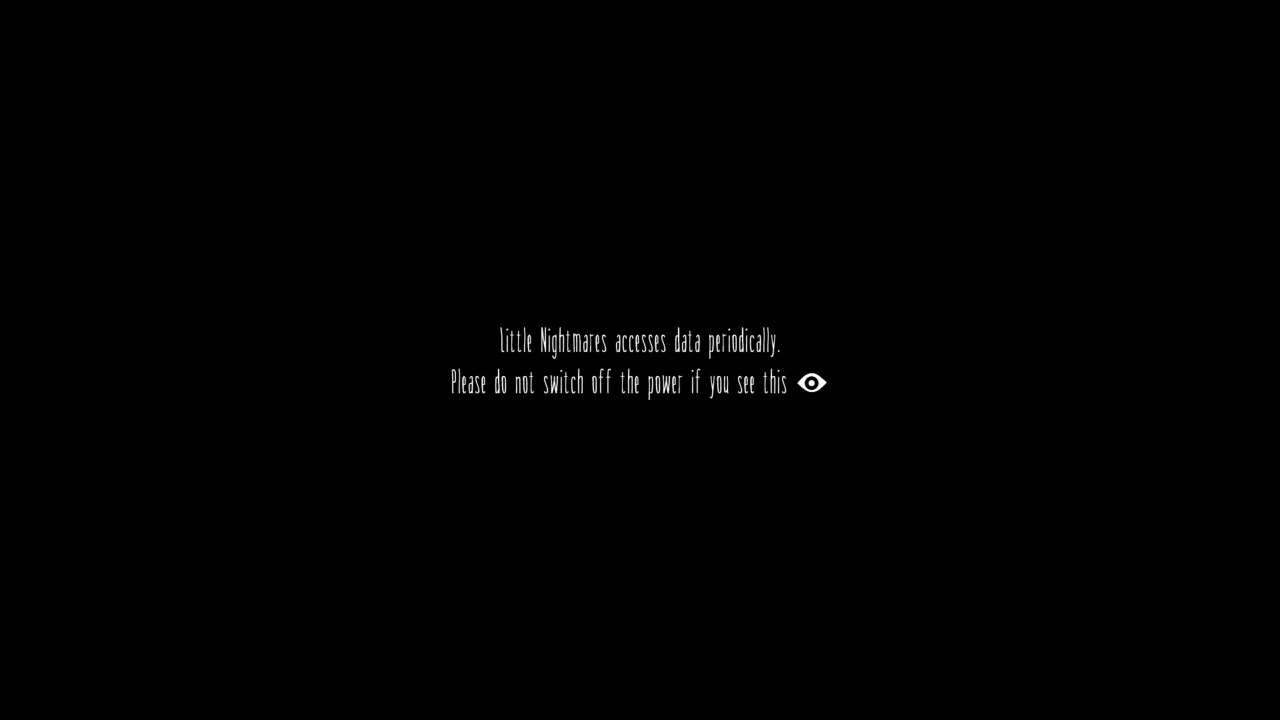 Little Nightmares accesses data periodically.
Please do not switch off the power if you see this